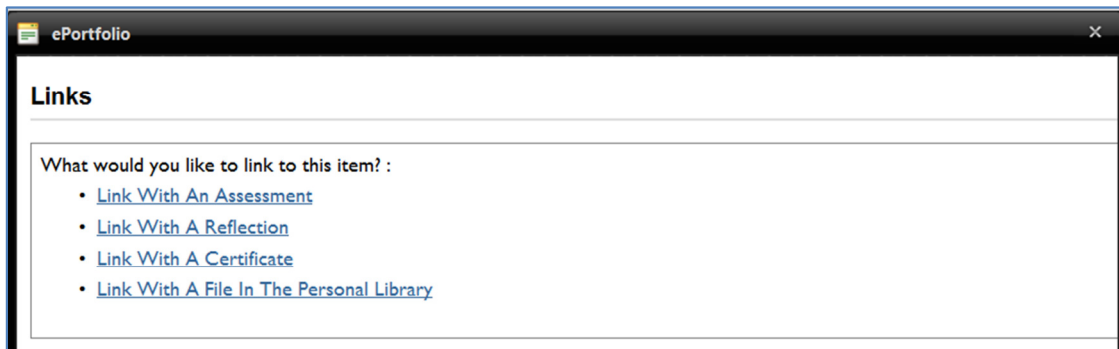 ePortfolio
Links
What would you like to link to this item? :
• Link With An Assessment
• Link With A Reflection
• Link With A Certificate
• Link With A File In The Personal Library